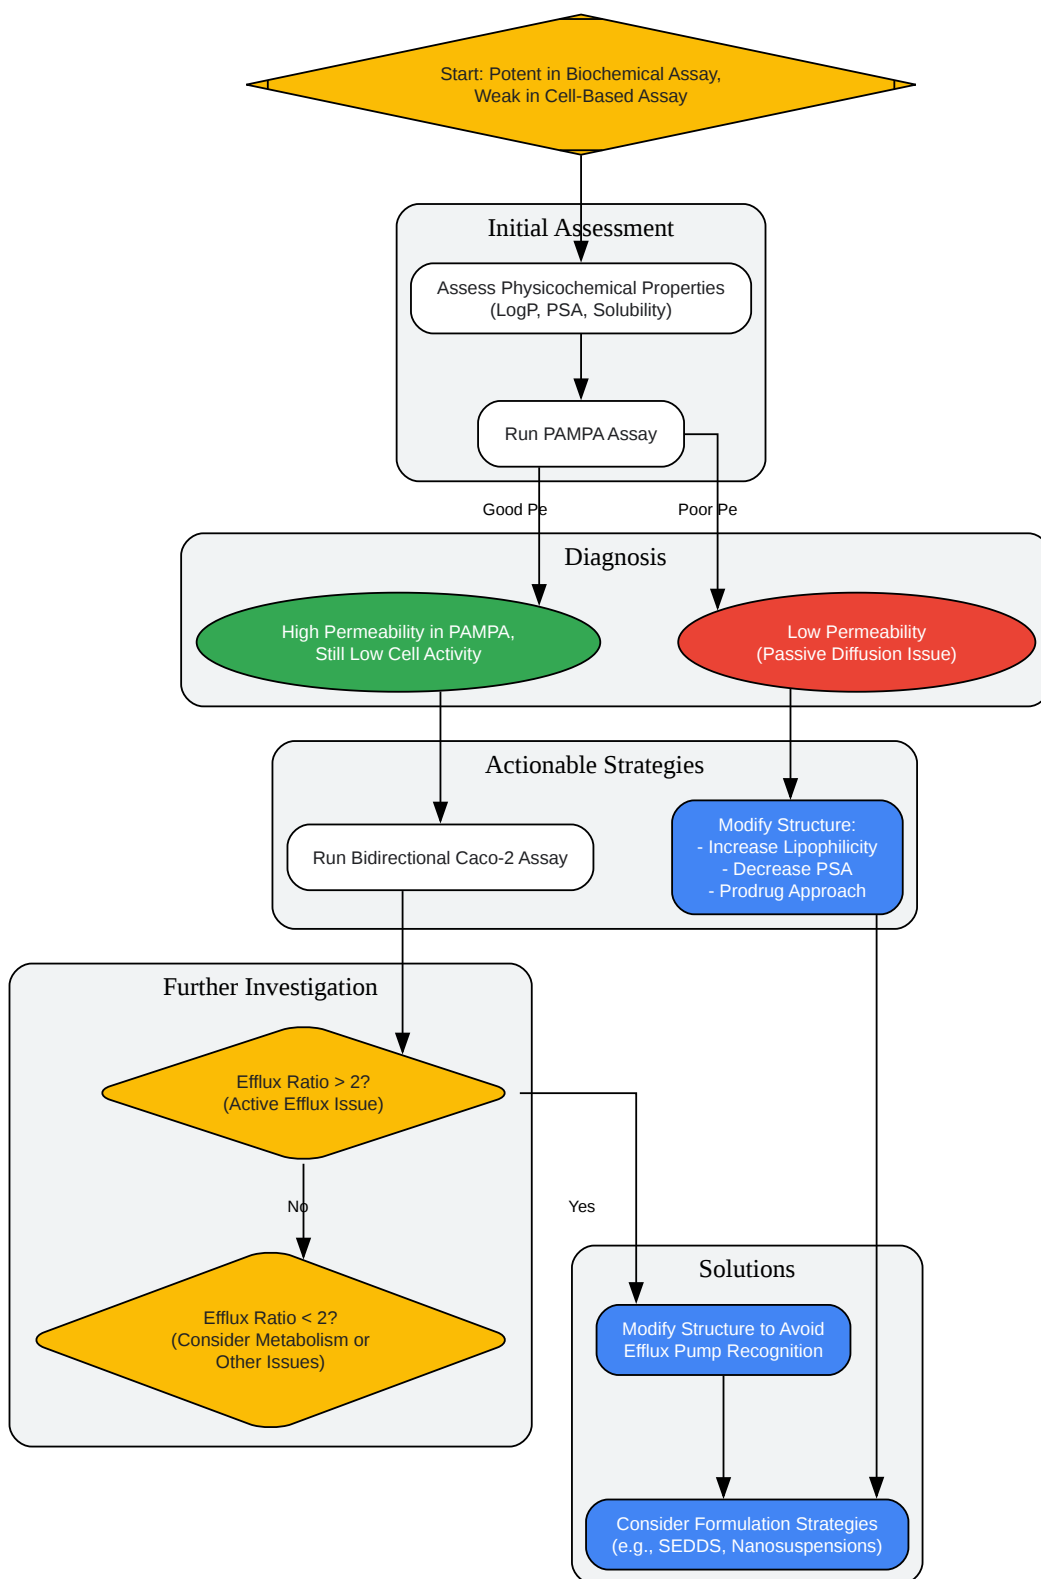 Start: Potent in Biochemical Assay,
Weak in Cell-Based Assay
Initial Assessment
Assess Physicochemical Properties
(LogP, PSA, Solubility)
Run PAMPA Assay
Good Pe
Poor Pe
Diagnosis
High Permeability in PAMPA,
Still Low Cell Activity
Low Permeability
(Passive Diffusion Issue)
Actionable Strategies
Run Bidirectional Caco-2 Assay
Modify Structure:
- Increase Lipophilicity
- Decrease PSA
- Prodrug Approach
Further Investigation
Efflux Ratio > 2?
(Active Efflux Issue)
No
Yes
Efflux Ratio < 2?
(Consider Metabolism or
Other Issues)
Solutions
Modify Structure to Avoid
Efflux Pump Recognition
Consider Formulation Strategies
(e.g., SEDDS, Nanosuspensions)